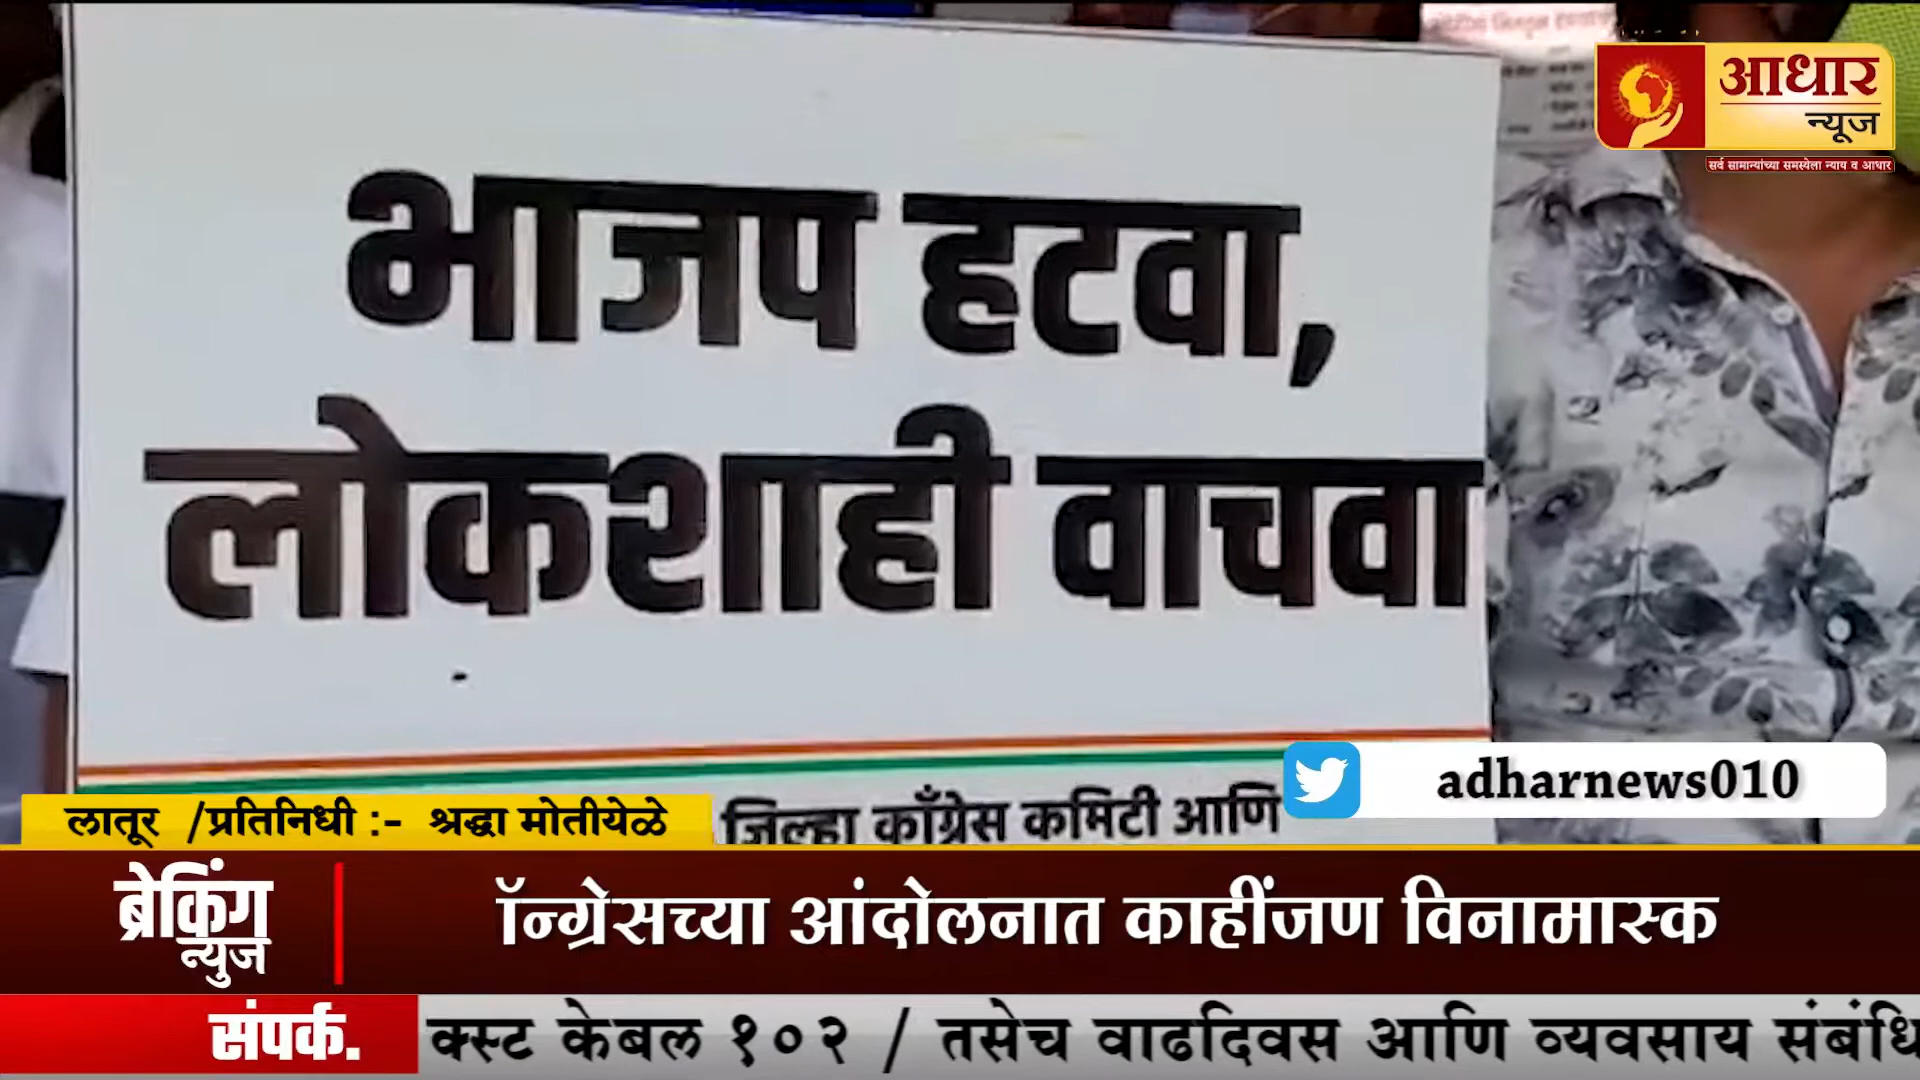 आधार
न्यूज
सर्व सामान्यांच्या समस्येला न्याय व आधार
भाजप हटवा,
लोकशाही वाचवा
जिल्हा काँग्रेस कमिटी आणि
adharnews010
लातूर /प्रतिनिधी :- श्रद्धा मोतीयेळे
ब्रेकिंग
न्युज
ॉन्ग्रेसच्या आंदोलनात काहींजण विनामास्क
संपर्क.
क्स्ट केबल १०२ / तसेच वाढदिवस आणि व्यवसाय संबंधि